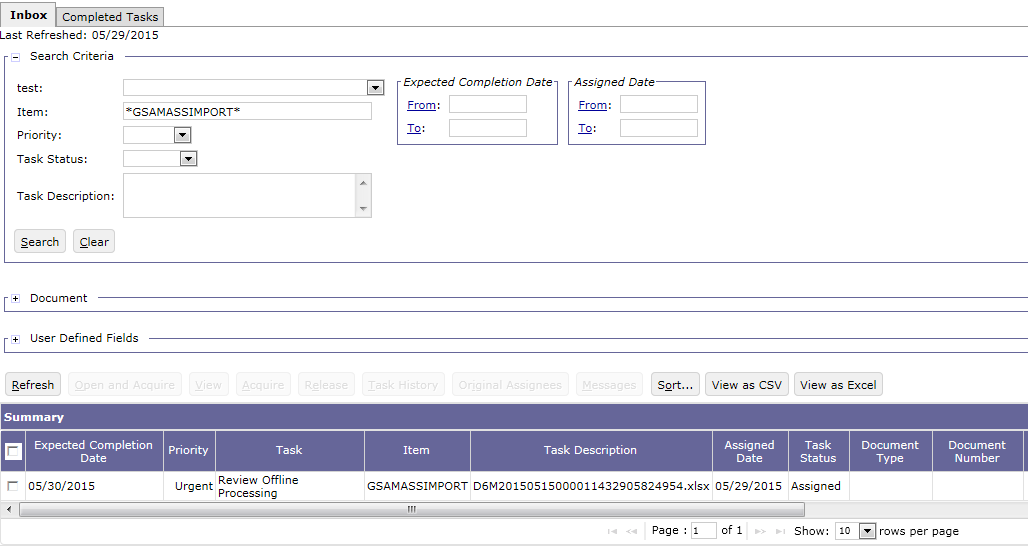 Inbox Completed Tasks
Last Refreshed: 05/29/2015
Search Criteria
test:
Item: *GSAMASSIMPORT*
Priority:
Task Status:
Task Description:
Expected Completion Date
From:
To:
Assigned Date
From:
To:
Search Clear
Document
User Defined Fields
Refresh Open and Acquire View Acquire Release Task History Original Assignees Messages Sort... View as CSV View as Excel
Summary
Expected Completion Date Priority Task Item Task Description Assigned Date Task Status Document Type Document Number
05/30/2015 Urgent Review Offline Processing GSAMASSIMPORT D6M20150515000011432905824954.xlsx 05/29/2015 Assigned
Page : 1 of 1 Show: 10 rows per page